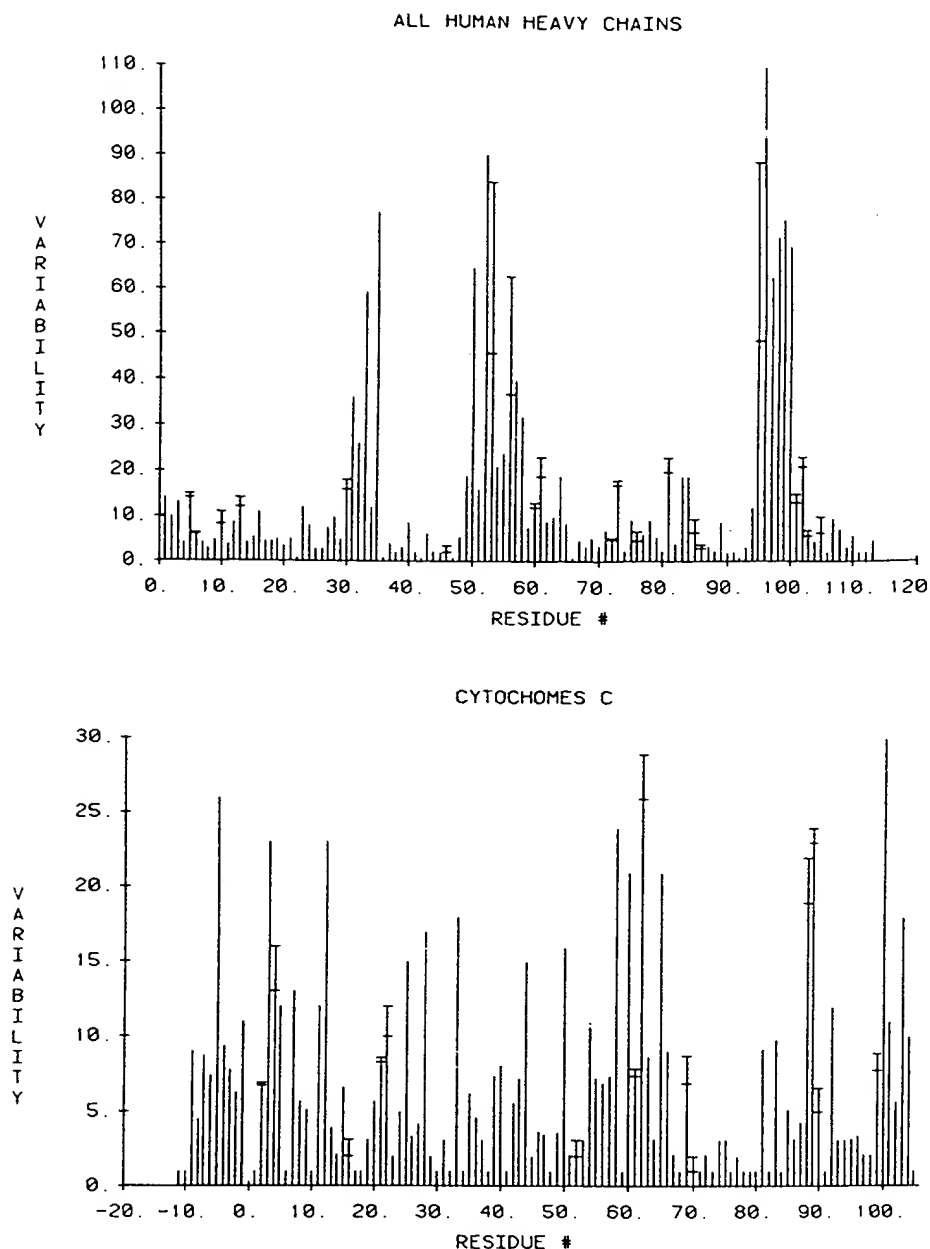 ALL HUMAN HEAVY CHAINS
110.
100.
90.
80.
70.
60.
50.
40.
30.
20.
10.
0.
VARIABILITY
0. 10. 20. 30. 40. 50. 60. 70. 80. 90. 100. 110. 120
RESIDUE #
CYTOCHOMES C
30.
25.
20.
15.
10.
5.
0.
VARIABILITY
-20. -10. 0. 10. 20. 30. 40. 50. 60. 70. 80. 90. 100.
RESIDUE #